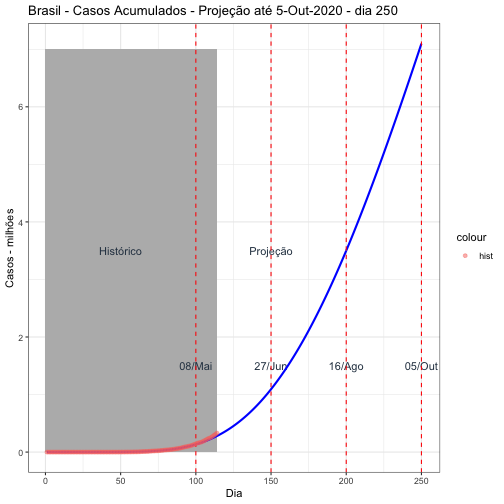 Brasil - Casos Acumulados - Projeção até 5-Out-2020 - dia 250
Casos - milhões
6
4
2
0
Histórico
Projeção
08/Mai
27/Jun
16/Ago
05/Out
0
50
100
150
200
250
Dia
colour
hist